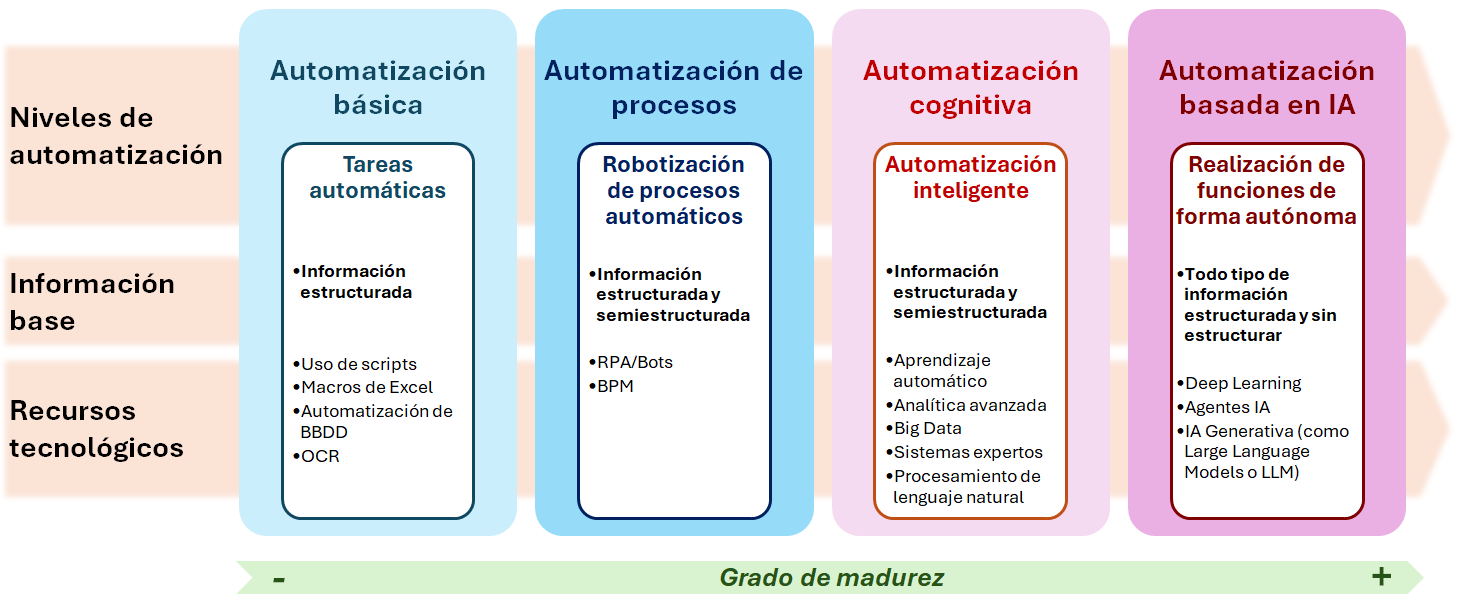 Niveles de
automatización
Información
base
Recursos
tecnológicos
Automatización
básica
Tareas
automáticas
•Información
estructurada
•Uso de scripts
•Macros de Excel
•Automatización de
BBDD
•OCR
Automatización de
procesos
Robotización
de procesos
automáticos
•Información
estructurada y
semiestructurada
•RPA/Bots
•BPM
Automatización
cognitiva
Automatización
inteligente
•Información
estructurada y
semiestructurada
•Aprendizaje
automático
•Analítica avanzada
•Big Data
•Sistemas expertos
•Procesamiento de
lenguaje natural
Automatización
basada en IA
Realización de
funciones de
forma autónoma
•Todo tipo de
información
estructurada y sin
estructurar
•Deep Learning
•Agentes IA
•IA Generativa (como
Large Language
Models o LLM)
- Grado de madurez +